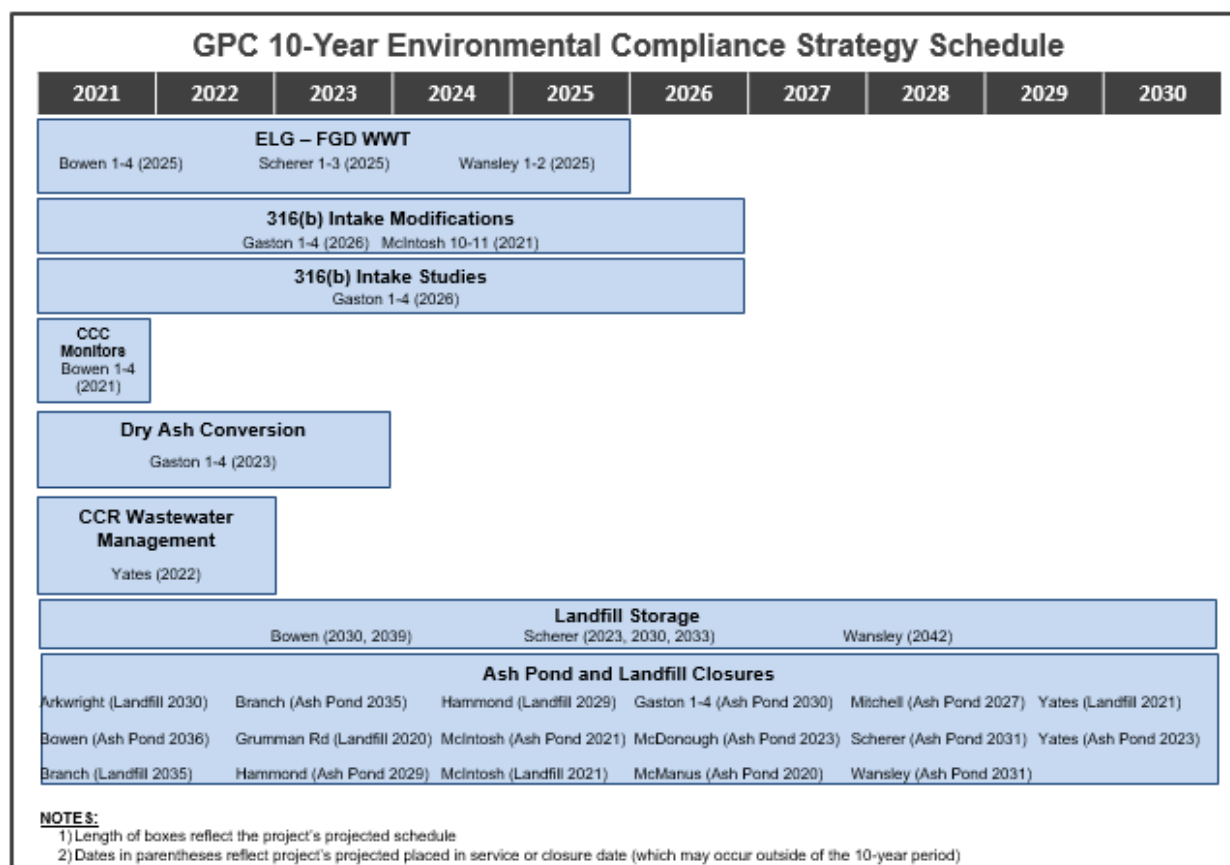 GPC 10-Year Environmental Compliance Strategy Schedule
2021 2022 2023 2024 2025 2026 2027 2028 2029 2030
ELG – FGD WWT
Bowen 1-4 (2025) Scherer 1-3 (2025) Wansley 1-2 (2025)
316(b) Intake Modifications
Gaston 1-4 (2026) McIntosh 10-11 (2021)
316(b) Intake Studies
Gaston 1-4 (2026)
CCC
Monitors
Bowen 1-4
(2021)
Dry Ash Conversion
Gaston 1-4 (2023)
CCR Wastewater
Management
Yates (2022)
Landfill Storage
Bowen (2030, 2039) Scherer (2023, 2030, 2033) Wansley (2042)
Ash Pond and Landfill Closures
Arkwright (Landfill 2030) Branch (Ash Pond 2035) Hammond (Landfill 2029) Gaston 1-4 (Ash Pond 2030) Mitchell (Ash Pond 2027) Yates (Landfill 2021)
Bowen (Ash Pond 2036) Grumman Rd (Landfill 2020) McIntosh (Ash Pond 2021) McDonough (Ash Pond 2023) Scherer (Ash Pond 2031) Yates (Ash Pond 2023)
Branch (Landfill 2035) Hammond (Ash Pond 2029) McIntosh (Landfill 2021) McManus (Ash Pond 2020) Wansley (Ash Pond 2031)
NOTES:
1) Length of boxes reflect the project's projected schedule
2) Dates in parentheses reflect project's projected placed in service or closure date (which may occur outside of the 10-year period)